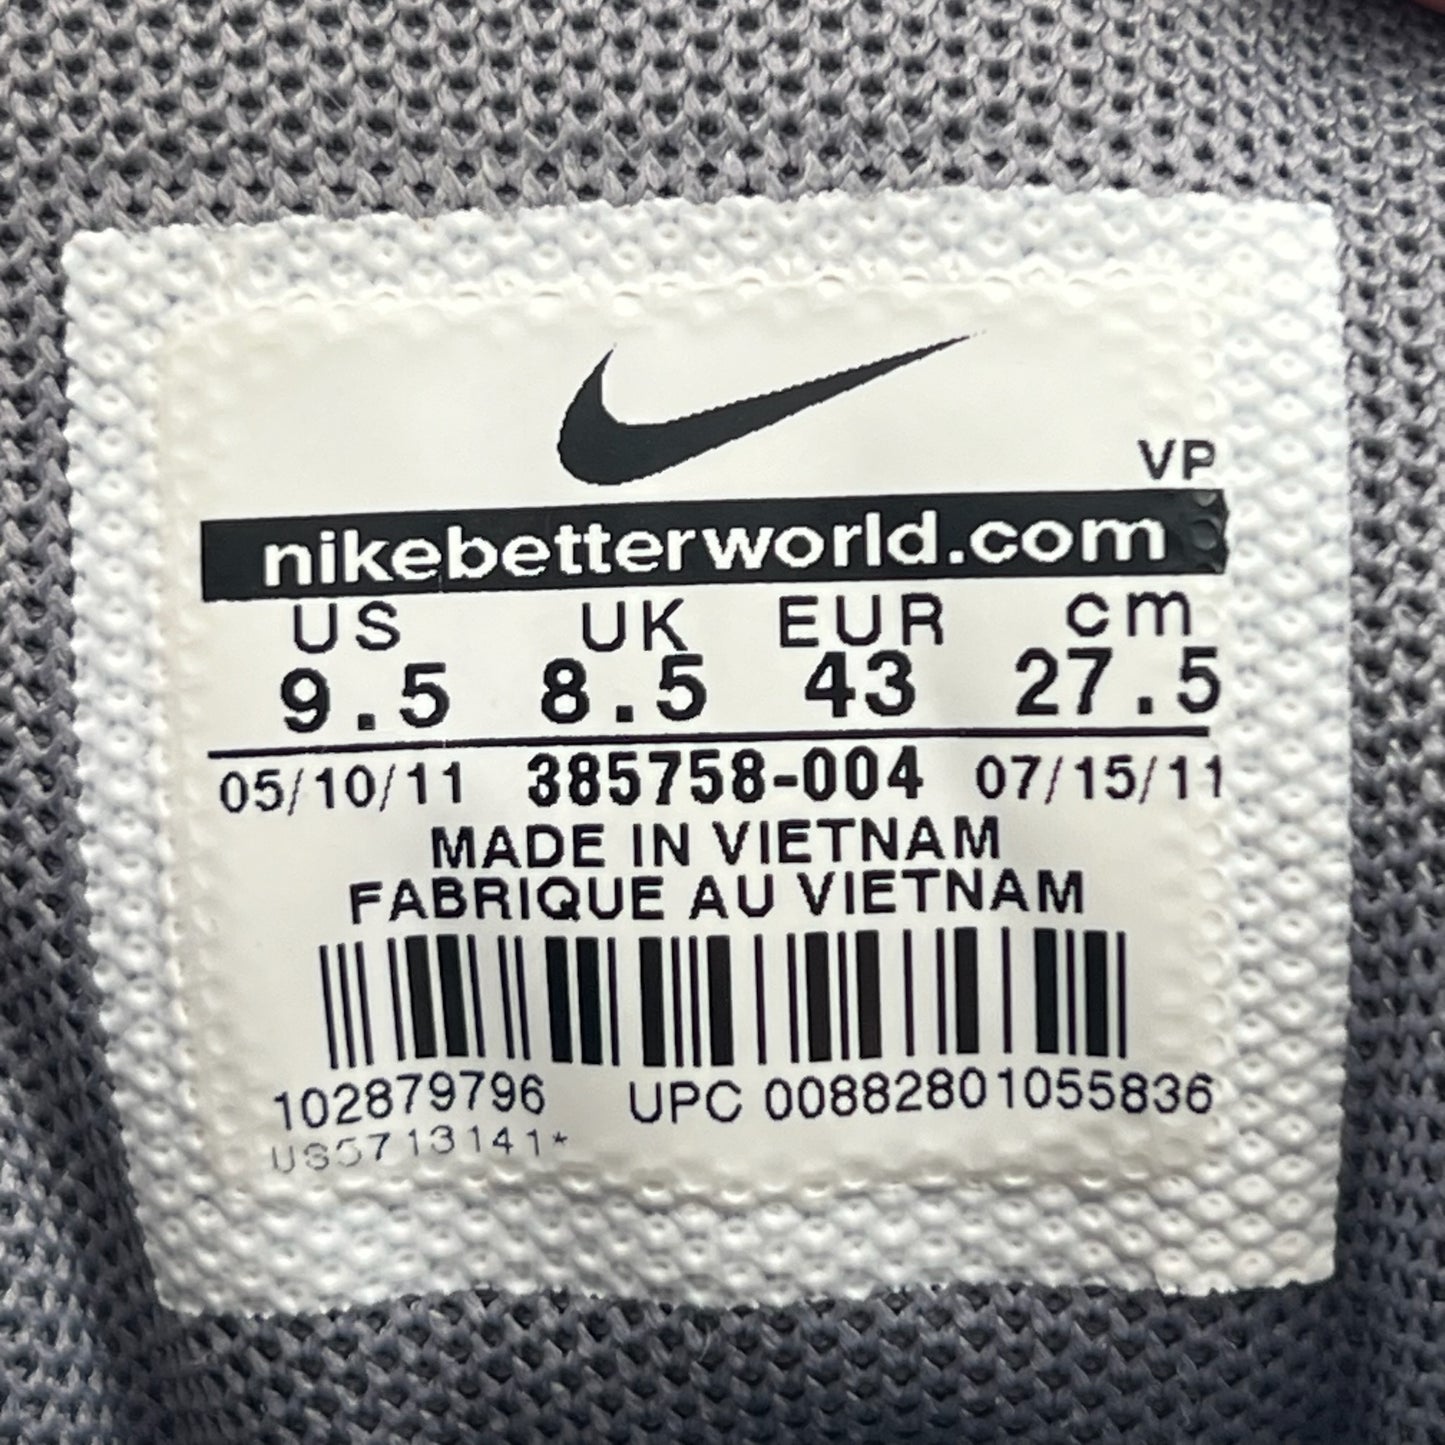 VP
nikebetterworld.com
US UK EUR cm
9.5 8.5 43 27.5
05/10/11 385758-004 07/15/11
MADE IN VIETNAM
FABRIQUE AU VIETNAM
102879796 UPC 00882801055836
US5713141*